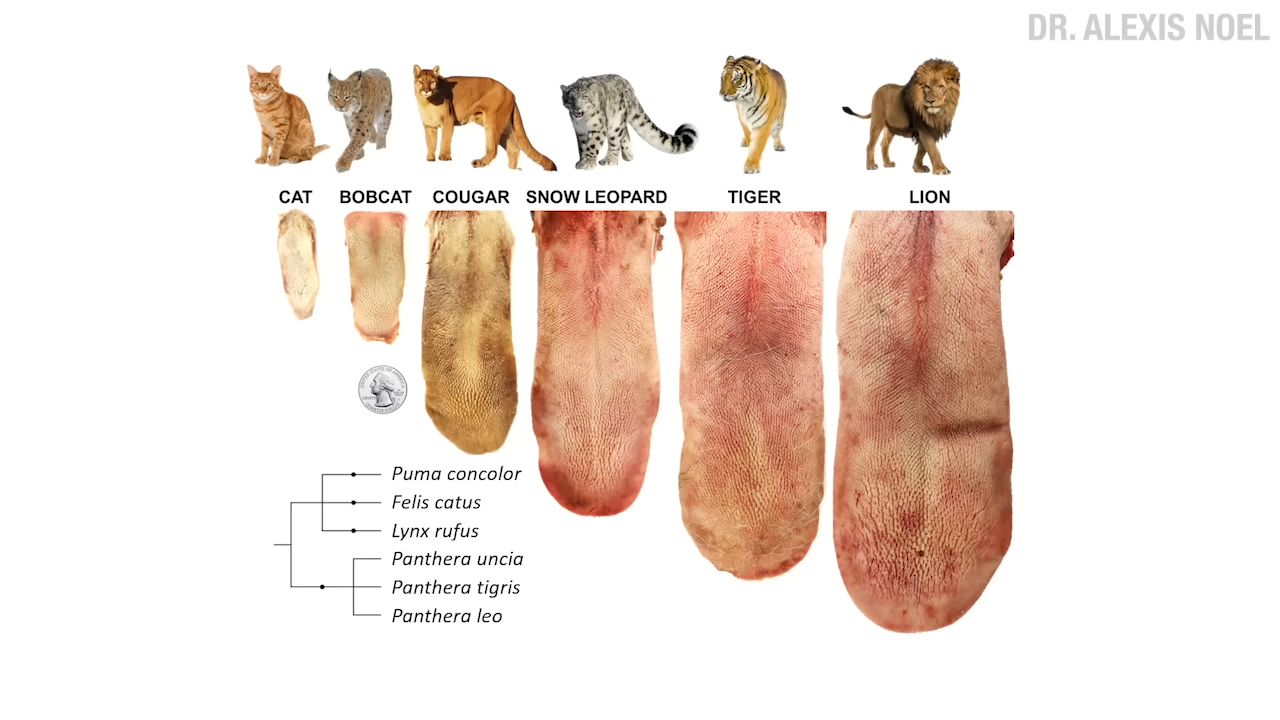 DR. ALEXIS NOEL
CAT BOBCAT COUGAR SNOW LEOPARD TIGER LION
Puma concolor
Felis catus
Lynx rufus
Panthera uncia
Panthera tigris
Panthera leo